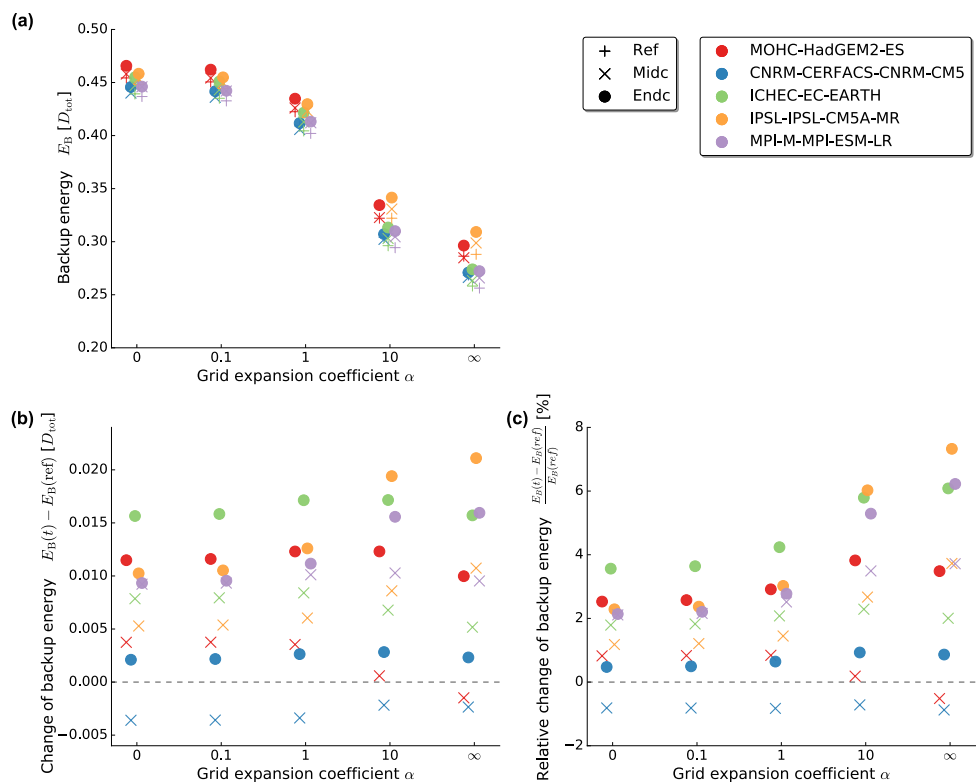 (a)
0.50
0.45
0.40
0.35
0.30
0.25
0.20
Backup energy E_B [D_tot]
0 0.1 1 10 ∞
Grid expansion coefficient α
Ref
Midc
Endc
MOHC-HadGEM2-ES
CNRM-CERFACS-CNRM-CM5
ICHEC-EC-EARTH
IPSL-IPSL-CM5A-MR
MPI-M-MPI-ESM-LR
(b)
0.020
0.015
0.010
0.005
0.000
−0.005
Change of backup energy E_B(t) − E_B(ref) [D_tot]
0 0.1 1 10 ∞
Grid expansion coefficient α
(c)
8
6
4
2
0
−2
Relative change of backup energy E_B(t) − E_B(ref) / E_B(ref) [%]
0 0.1 1 10 ∞
Grid expansion coefficient α